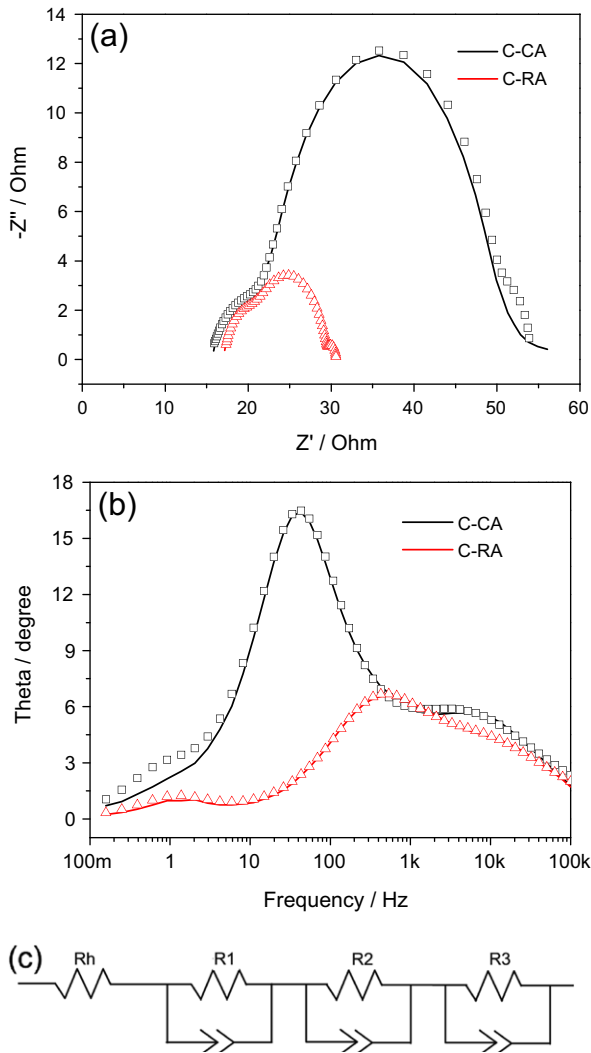 (a)
C-CA
C-RA
14
12
10
8
6
4
2
0
-Z" / Ohm
0 10 20 30 40 50 60
Z' / Ohm
(b)
C-CA
C-RA
18
15
12
9
6
3
0
Theta / degree
100m 1 10 100 1k 10k 100k
Frequency / Hz
(c)
Rh R1 R2 R3